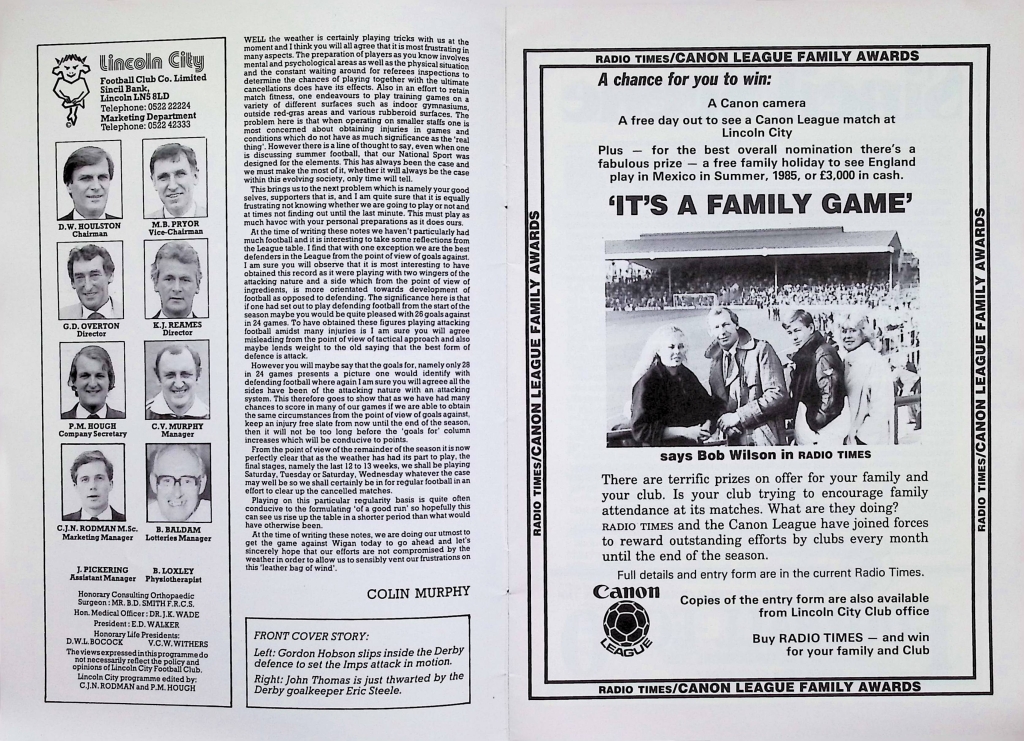 Lincoln City
Football Club Co. Limited
Sincil Bank,
Lincoln LN5 8LD
Telephone: 0522 22224
Marketing Department
Telephone: 0522 42333
D.W. HOULSTON
Chairman
M.B. PRYOR
Vice-Chairman
G.D. OVERTON
Director
K.J. REAMES
Director
P.M. HOUGH
Company Secretary
C.V. MURPHY
Manager
C.J.N. RODMAN M.Sc.
Marketing Manager
B. BALDAM
Lotteries Manager
J. PICKERING
Assistant Manager
B. LOXLEY
Physiotherapist
Honorary Consulting Orthopaedic
Surgeon: MR. B.D. SMITH F.R.C.S.
Hon. Medical Officer: DR. J.K. WADE
President: E.D. WALKER
Honorary Life Presidents:
D.W.L. BOCOCK V.C.W. WITHERS
The views expressed in this programme do
not necessarily reflect the policy and
opinions of Lincoln City Football Club.
Lincoln City programme edited by:
C.J.N. RODMAN and P.M. HOUGH
WELL the weather is certainly playing tricks with us at the
moment and I think you will all agree that it is most frustrating in
many aspects. The preparation of players as you know involves
mental and psychological areas as well as the physical situation
and the constant waiting around for referees inspections to
determine the chances of playing together with the ultimate
cancellations does have its effects. Also in an effort to retain
match fitness, one endeavours to play training games on a
variety of different surfaces such as indoor gymnasiums,
outside red-gras areas and various rubberoid surfaces. The
problem here is that when operating on smaller staffs one is
most concerned about obtaining injuries in games and
conditions which do not have as much significance as the 'real
thing'. However there is a line of thought to say, even when one
is discussing summer football, that our National Sport was
designed for the elements. This has always been the case and
we must make the most of it, whether it will always be the case
within this evolving society, only time will tell.
This brings us to the next problem which is namely your good
selves, supporters that is, and I am quite sure that it is equally
frustrating not knowing whether we are going to play or not and
at times not finding out until the last minute. This must play as
much havoc with your personal preparations as it does ours.
At the time of writing these notes we haven't particularly had
much football and it is interesting to take some reflections from
the League table. I find that with one exception we are the best
defenders in the League from the point of view of goals against.
I am sure you will observe that it is most interesting to have
obtained this record as it were playing with two wingers of the
attacking nature and a side which from the point of view of
ingredients, is more orientated towards development of
football as opposed to defending. The significance here is that
if one had set out to play defending football from the start of the
season maybe you would be quite pleased with 26 goals against
in 24 games. To have obtained these figures playing attacking
football amidst many injuries is I am sure you will agree
misleading from the point of view of tactical approach and also
maybe lends weight to the old saying that the best form of
defence is attack.
However you will may say that the goals for, namely only 28
in 24 games presents a picture one would identify with
defending football where again I am sure you will agreee all the
sides have been of the attacking nature with an attacking
system. This therefore goes to show that as we have had many
chances to score in many of our games if we are able to obtain
the same circumstances from the point of view of goals against,
keep an injury free slate from now until the end of the season,
then it will not be too long before the 'goals for' column
increases which will be conducive to points.
From the point of view of the remainder of the season it is now
perfectly clear that as the weather has had its part to play, the
final stages, namely the last 12 to 13 weeks, we shall be playing
Saturday, Tuesday or Saturday, Wednesday whatever the case
may well be so we shall certainly be in for regular football in an
effort to clear up the cancelled matches.
Playing on this particular regularity basis is quite often
conducive to the formulating 'of a good run' so hopefully this
can see us rise up the table in a shorter period than what would
have otherwise been.
At the time of writing these notes, we are doing our utmost to
get the game against Wigan today to go ahead and let's
sincerely hope that our efforts are not compromised by the
weather in order to allow us to sensibly vent our frustrations on
this 'leather bag of wind'.
COLIN MURPHY
FRONT COVER STORY:
Left: Gordon Hobson slips inside the Derby
defence to set the Imps attack in motion.
Right: John Thomas is just thwarted by the
Derby goalkeeper Eric Steele.
RADIO TIMES/CANON LEAGUE FAMILY AWARDS
RADIO TIMES/CANON LEAGUE FAMILY AWARDS
A chance for you to win:
A Canon camera
A free day out to see a Canon League match at
Lincoln City
Plus — for the best overall nomination there's a
fabulous prize — a free family holiday to see England
play in Mexico in Summer, 1985, or £3,000 in cash.
'IT'S A FAMILY GAME'
says Bob Wilson in RADIO TIMES
There are terrific prizes on offer for your family and
your club. Is your club trying to encourage family
attendance at its matches. What are they doing?
RADIO TIMES and the Canon League have joined forces
to reward outstanding efforts by clubs every month
until the end of the season.
Full details and entry form are in the current Radio Times.
Canon
LEAGUE
Copies of the entry form are also available
from Lincoln City Club office
Buy RADIO TIMES — and win
for your family and Club
RADIO TIMES/CANON LEAGUE FAMILY AWARDS
RADIO TIMES/CANON LEAGUE FAMILY AWARDS